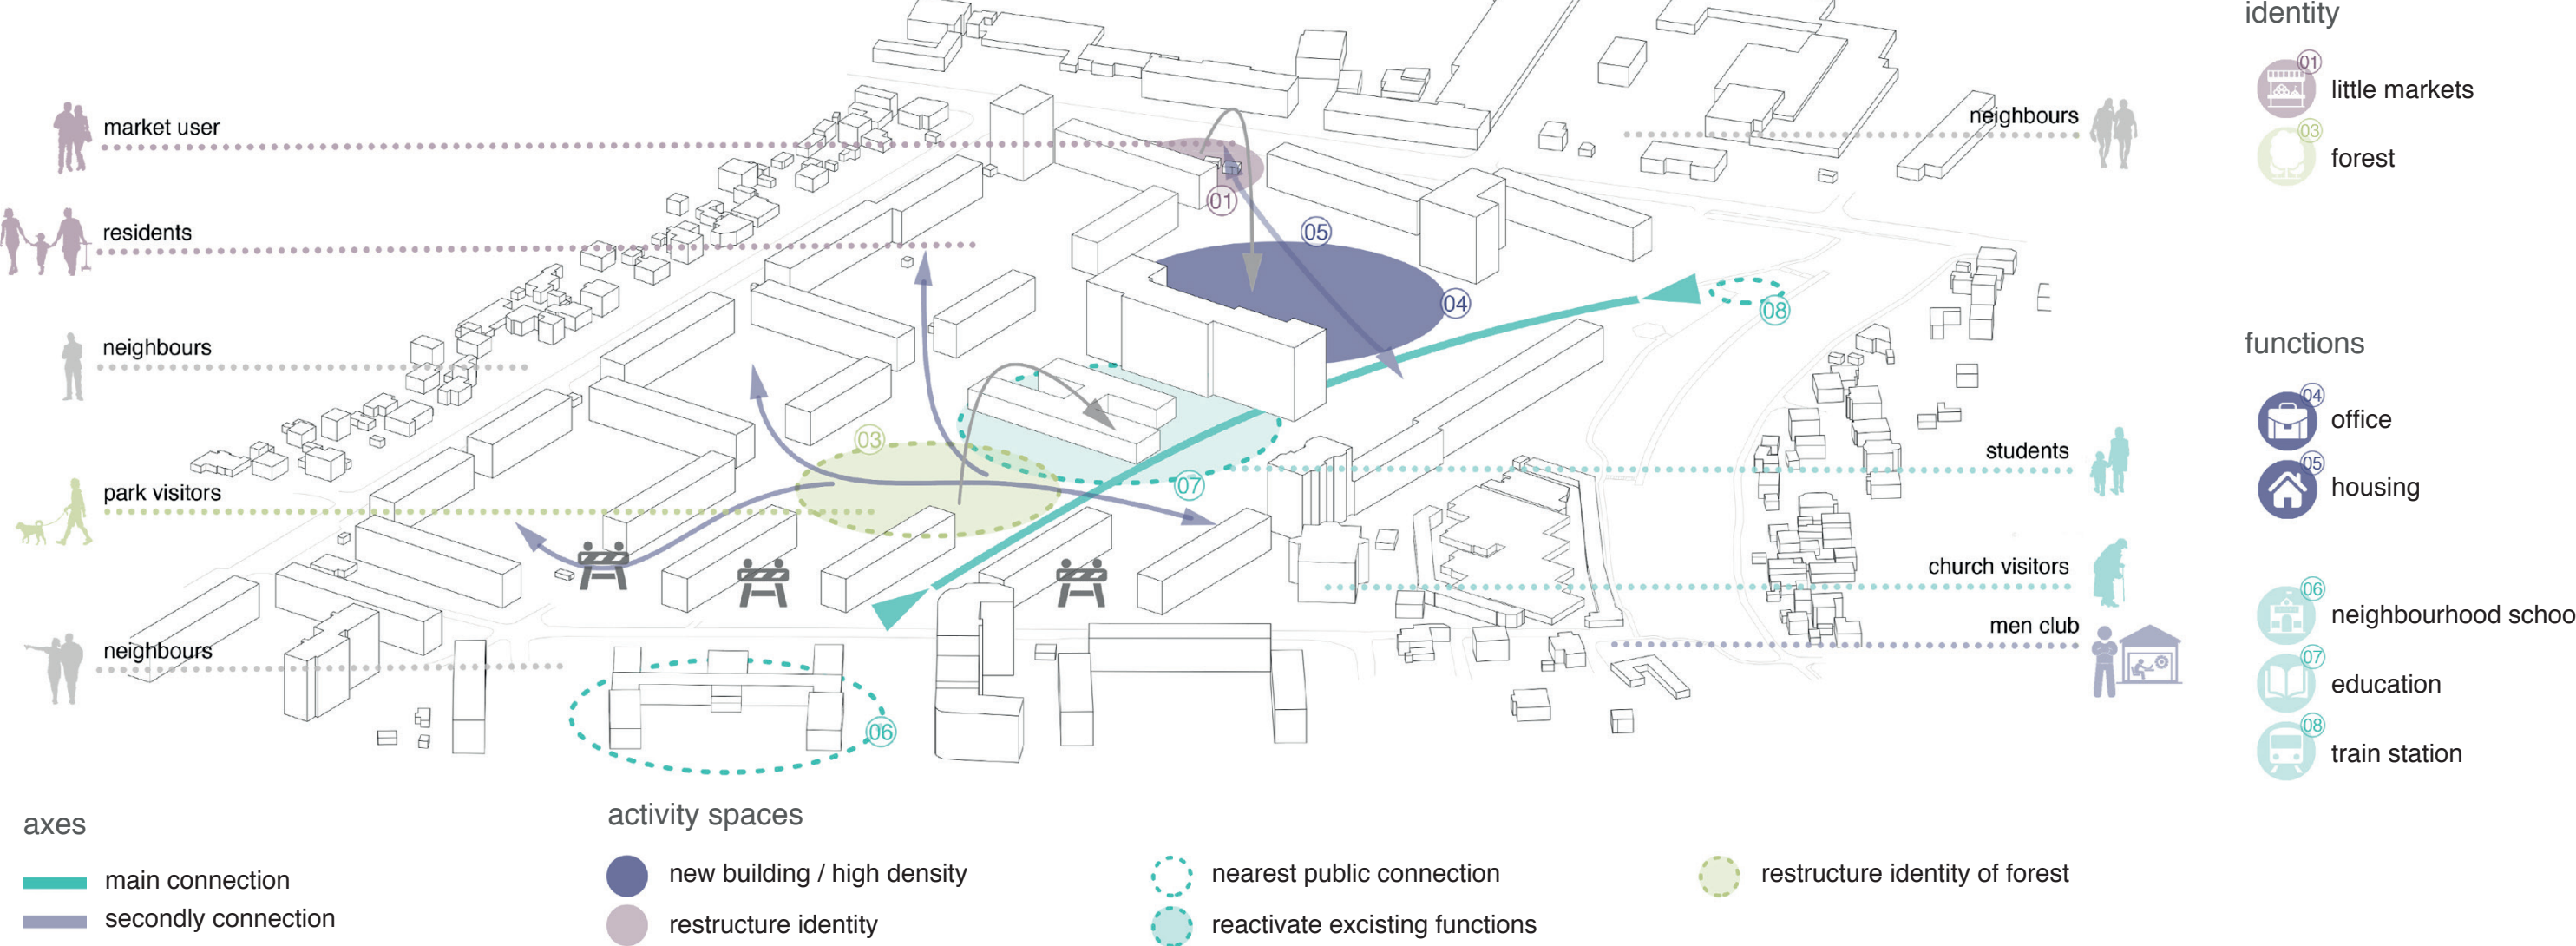 identity
01
little markets
03
forest
market user
neighbours
residents
01
05
04
08
neighbours
functions
04
office
05
housing
03
students
07
park visitors
church visitors
06
neighbourhood schoo
men club
neighbours
07
education
06
08
train station
axes
main connection
secondly connection
activity spaces
new building / high density
restructure identity
nearest public connection
reactivate excisting functions
restructure identity of forest